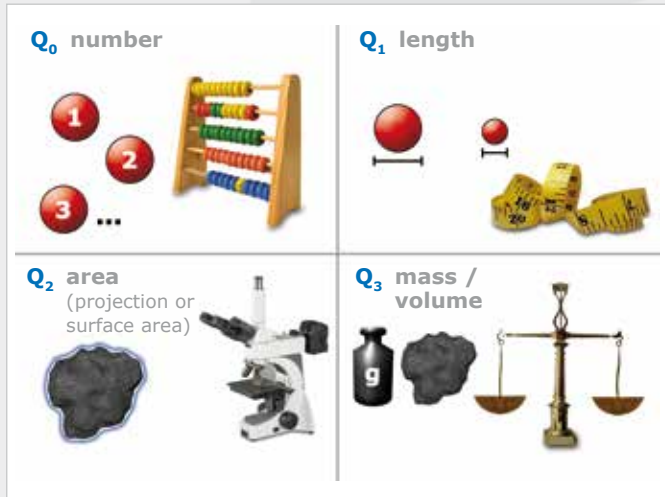 Q0 number
1
2
3 ...
Q1 length
Q2 area
(projection or
surface area)
Q3 mass /
volume
g